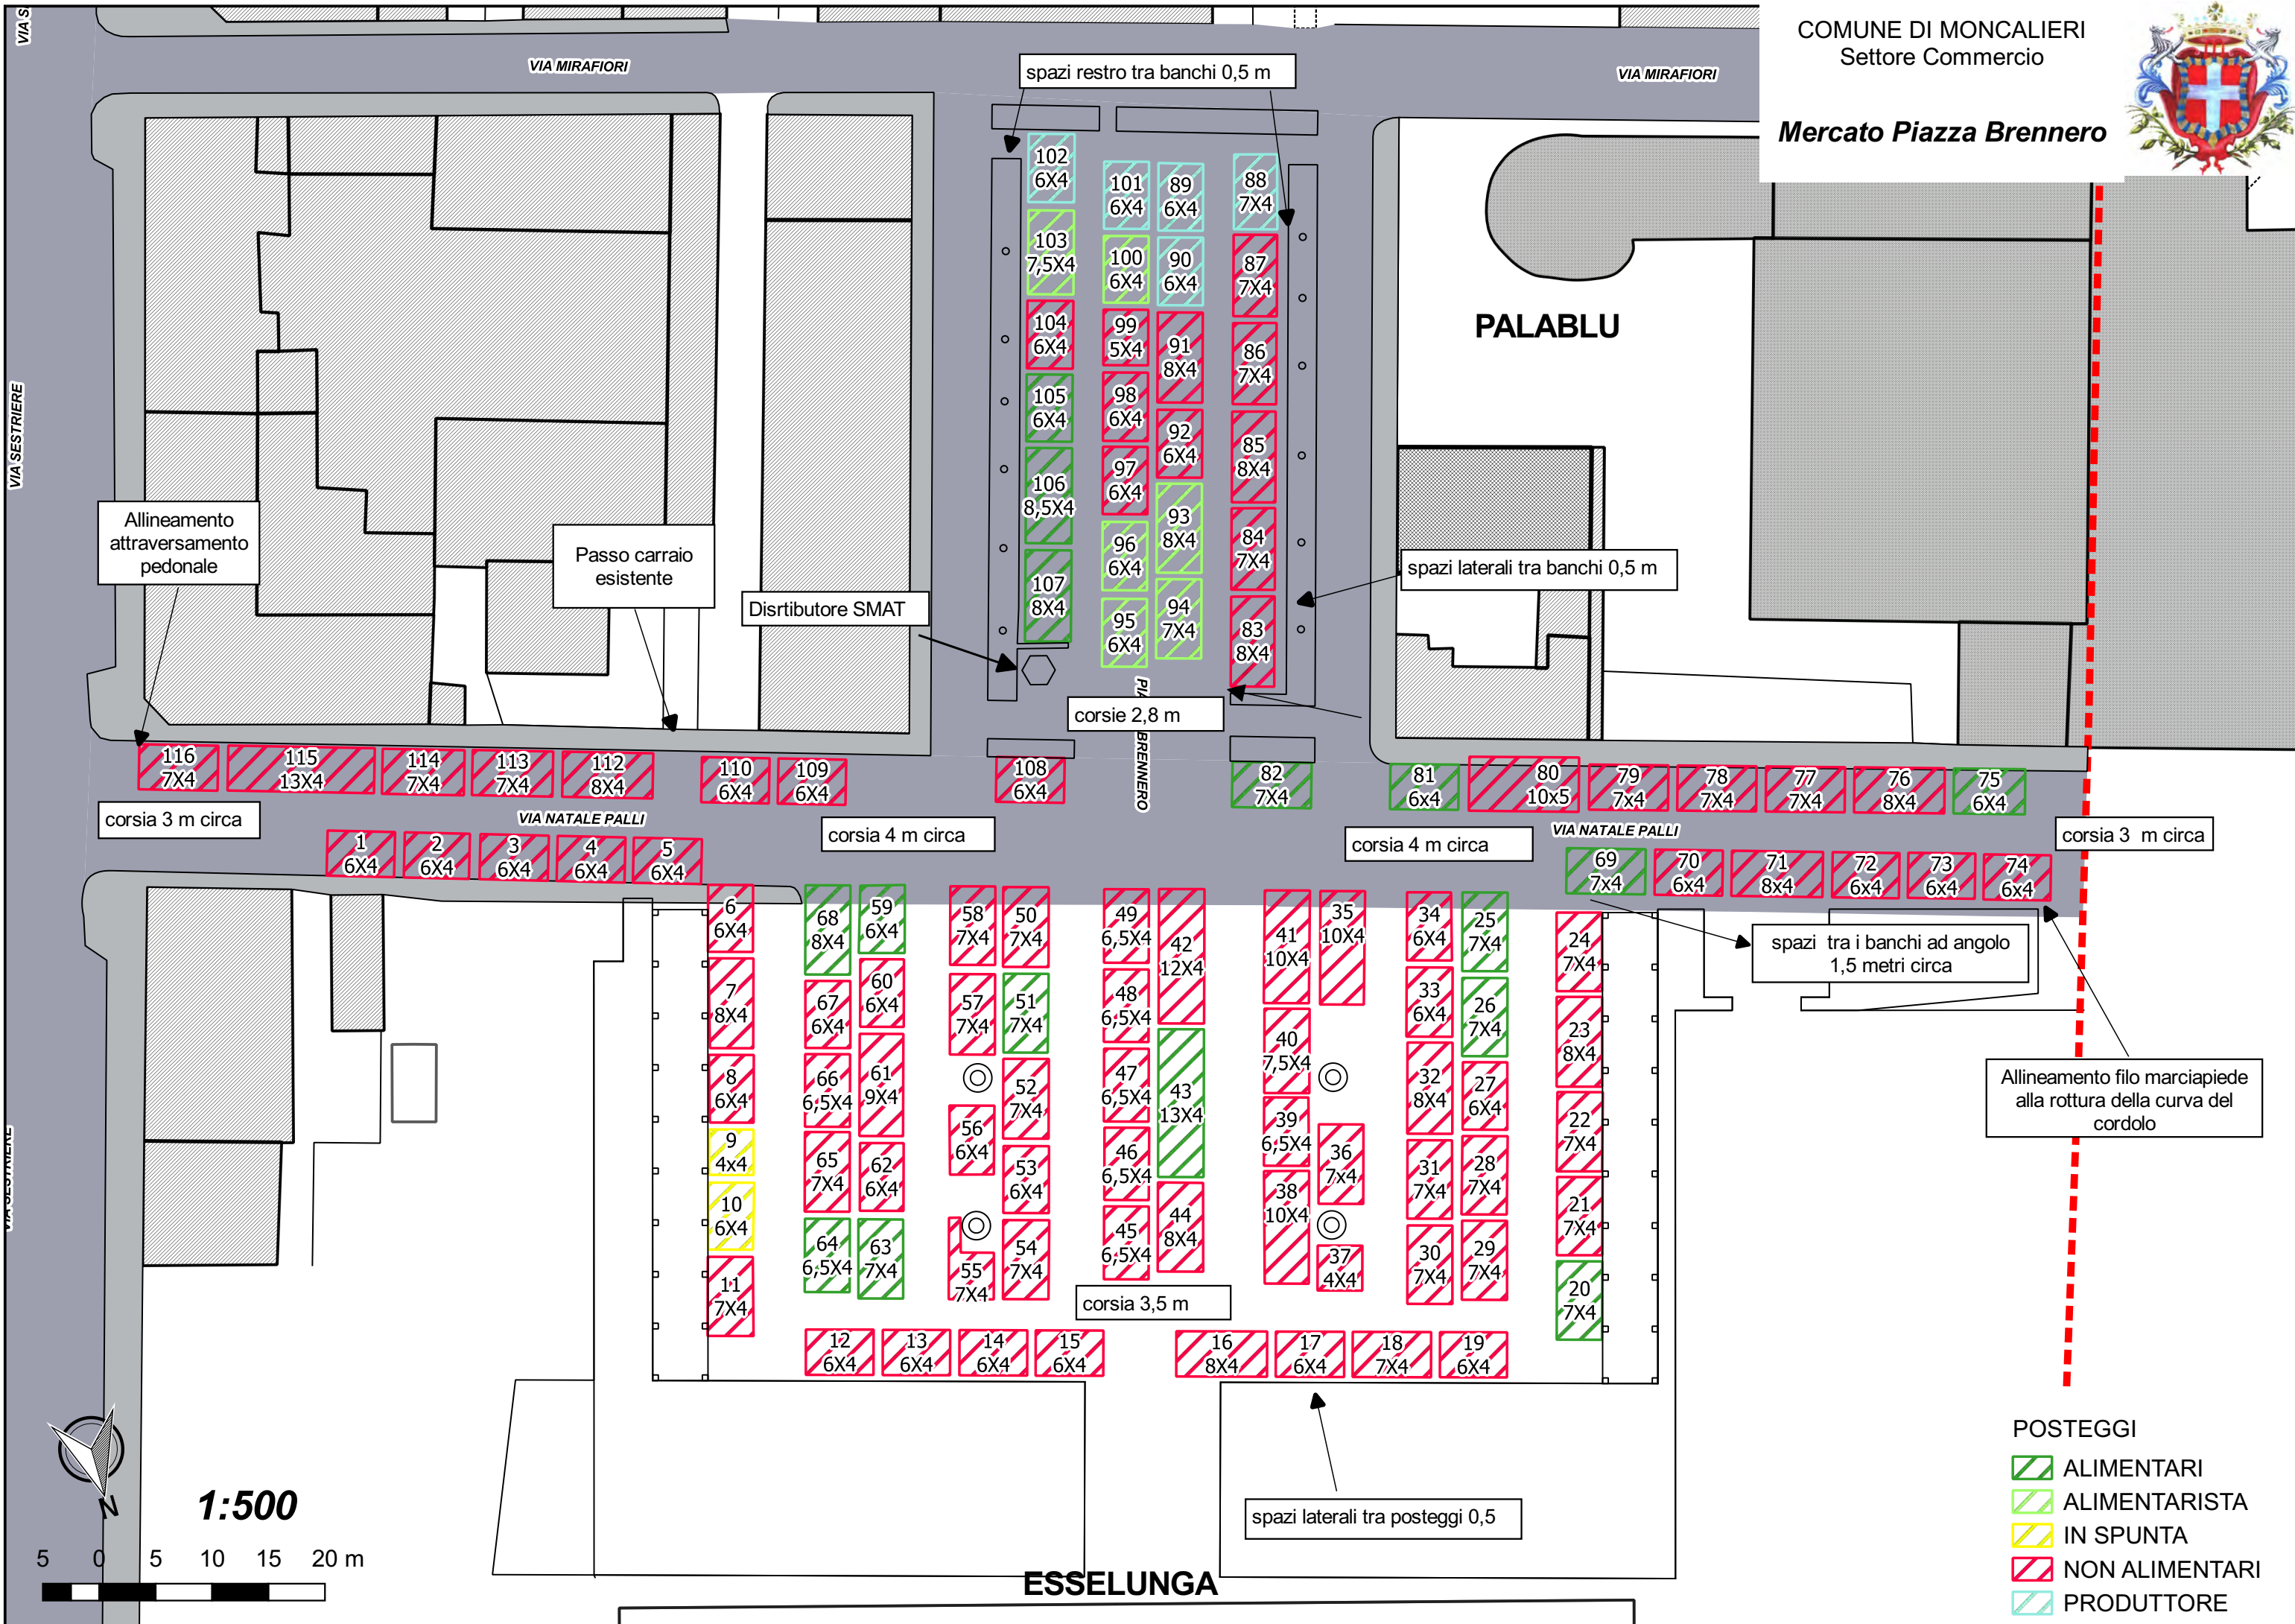 COMUNE DI MONCALIERI
Settore Commercio
Mercato Piazza Brennero
VIA S.
VIA MIRAFIORI
VIA MIRAFIORI
spazi restro tra banchi 0,5 m
102
6X4
101
6X4
89
6X4
88
7X4
103
7,5X4
100
6X4
90
6X4
87
7X4
104
6X4
99
5X4
91
8X4
86
7X4
PALABLU
105
6X4
98
6X4
92
6X4
85
8X4
VIA SESTRIERE
106
8,5X4
97
6X4
93
8X4
84
7X4
Allineamento
attraversamento
pedonale
Passo carraio
esistente
Disrtibutore SMAT
107
8X4
96
6X4
95
6X4
94
7X4
83
8X4
spazi laterali tra banchi 0,5 m
corsie 2,8 m
PIA
BRENNERO
116
7X4
115
13X4
114
7X4
113
7X4
112
8X4
110
6X4
109
6X4
108
6X4
82
7X4
81
6x4
80
10x5
79
7x4
78
7X4
77
7X4
76
8X4
75
6X4
corsia 3 m circa
VIA NATALE PALLI
corsia 4 m circa
corsia 4 m circa
VIA NATALE PALLI
corsia 3  m circa
1
6X4
2
6X4
3
6X4
4
6X4
5
6X4
69
7x4
70
6x4
71
8x4
72
6x4
73
6x4
74
6x4
6
6X4
68
8X4
59
6X4
58
7X4
50
7X4
49
6,5X4
42
12X4
41
10X4
35
10X4
34
6X4
25
7X4
24
7X4
spazi  tra i banchi ad angolo
1,5 metri circa
7
8X4
67
6X4
60
6X4
57
7X4
51
7X4
48
6,5X4
40
7,5X4
33
6X4
26
7X4
23
8X4
8
6X4
66
6,5X4
61
9X4
52
7X4
47
6,5X4
43
13X4
39
6,5X4
32
8X4
27
6X4
22
7X4
Allineamento filo marciapiede
alla rottura della curva del
cordolo
VIA SESTRIERE
9
4x4
65
7X4
62
6X4
56
6X4
53
6X4
46
6,5X4
38
10X4
36
7x4
31
7X4
28
7X4
21
7X4
10
6X4
64
6,5X4
63
7X4
55
7X4
54
7X4
45
6,5X4
44
8X4
37
4X4
30
7X4
29
7X4
20
7X4
11
7X4
corsia 3,5 m
12
6X4
13
6X4
14
6X4
15
6X4
16
8X4
17
6X4
18
7X4
19
6X4
spazi laterali tra posteggi 0,5
N
1:500
5 0 5 10 15 20 m
ESSELUNGA
POSTEGGI
ALIMENTARI
ALIMENTARISTA
IN SPUNTA
NON ALIMENTARI
PRODUTTORE